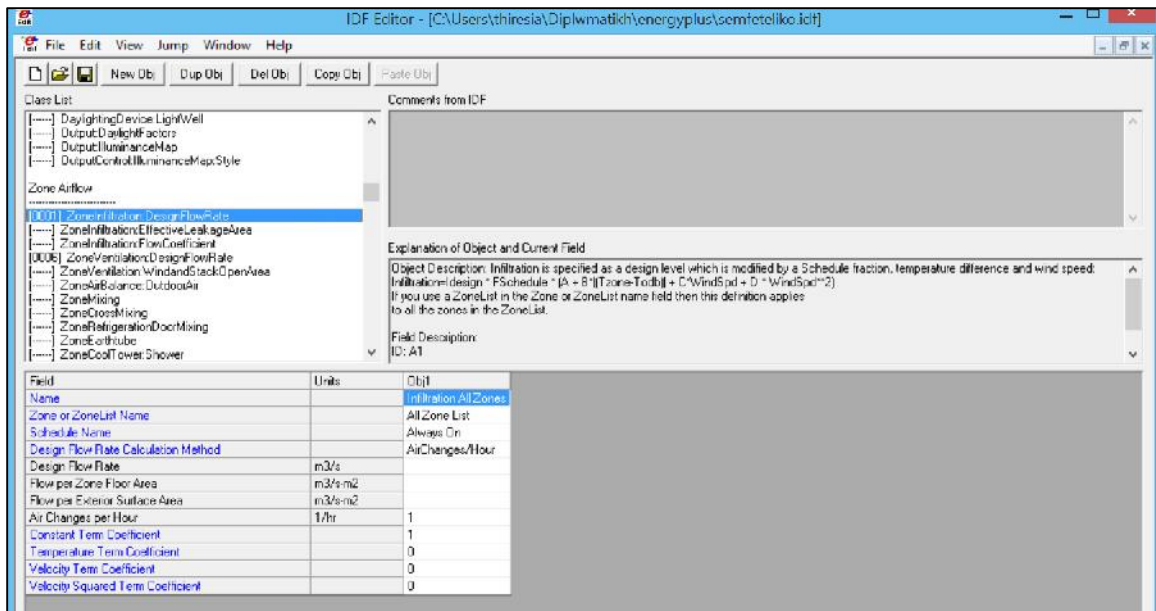 IDF Editor - [C:\Users\thiresia\Diplwmatikh\energyplus\semfeteliko.idf]
File Edit View Jump Window Help
New Obj Dup Obj Del Obj Copy Obj Paste Obj
Class List
[------] DaylightingDevice:LightWell
[------] Output:DaylightFactors
[------] Output:IlluminanceMap
[------] OutputControl:IlluminanceMap:Style
Zone Airflow
-------------------------
[0001] ZoneInfiltration:DesignFlowRate
[------] ZoneInfiltration:EffectiveLeakageArea
[------] ZoneInfiltration:FlowCoefficient
[0006] ZoneVentilation:DesignFlowRate
[------] ZoneVentilation:WindandStackOpenArea
[------] ZoneAirBalance:OutdoorAir
[------] ZoneMixing
[------] ZoneCrossMixing
[------] ZoneRefrigerationDoorMixing
[------] ZoneEarthtube
[------] ZoneCoolTower:Shower
Comments from IDF
Explanation of Object and Current Field
Object Description: Infiltration is specified as a design level which is modified by a Schedule fraction, temperature difference and wind speed:
Infiltration=Idesign * FSchedule * (A + B*|(Tzone-Todb)| + C*WindSpd + D * WindSpd**2)
If you use a ZoneList in the Zone or ZoneList name field then this definition applies
to all the zones in the ZoneList.
Field Description:
ID: A1
Field Units Obj1
Name Infiltration All Zones
Zone or ZoneList Name All Zone List
Schedule Name Always On
Design Flow Rate Calculation Method AirChanges/Hour
Design Flow Rate m3/s
Flow per Zone Floor Area m3/s-m2
Flow per Exterior Surface Area m3/s-m2
Air Changes per Hour 1/hr 1
Constant Term Coefficient 1
Temperature Term Coefficient 0
Velocity Term Coefficient 0
Velocity Squared Term Coefficient 0